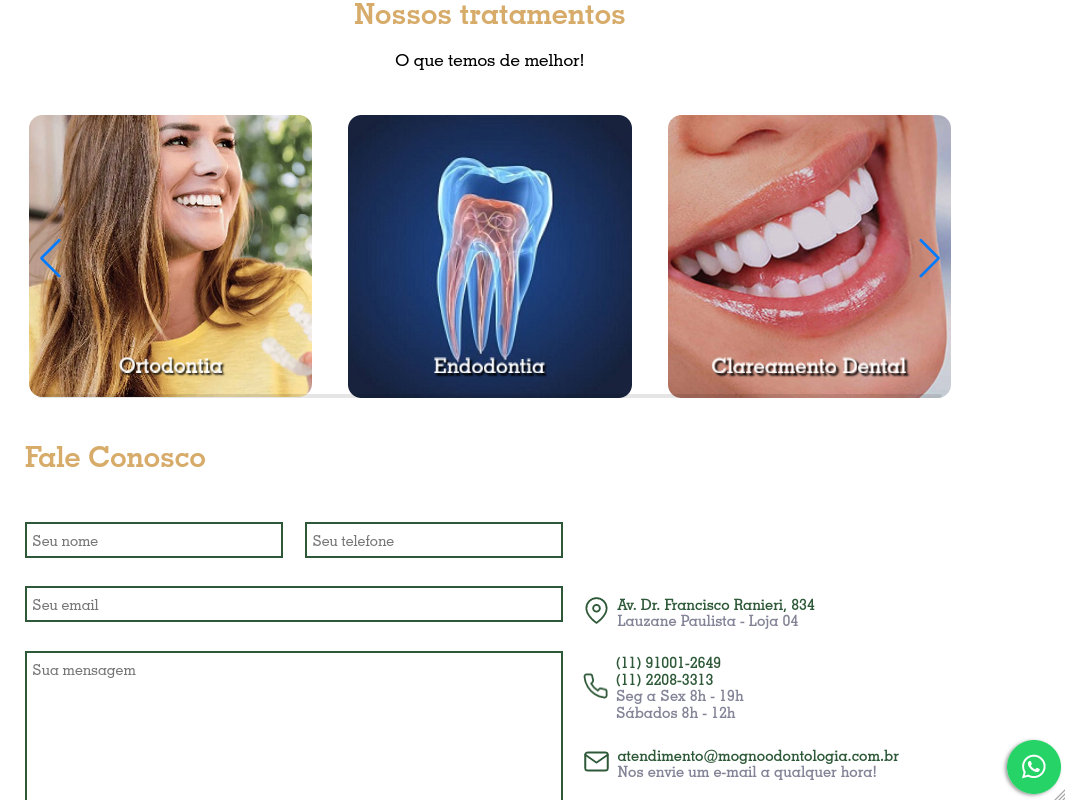 Nossos tratamentos
O que temos de melhor!
Ortodontia
Endodontia
Clareamento Dental
Fale Conosco
Seu nome
Seu telefone
Seu email
Sua mensagem
Av. Dr. Francisco Ranieri, 834
Lauzane Paulista - Loja 04
(11) 91001-2649
(11) 2208-3313
Seg a Sex 8h - 19h
Sábados 8h - 12h
atendimento@mognoodontologia.com.br
Nos envie um e-mail a qualquer hora!